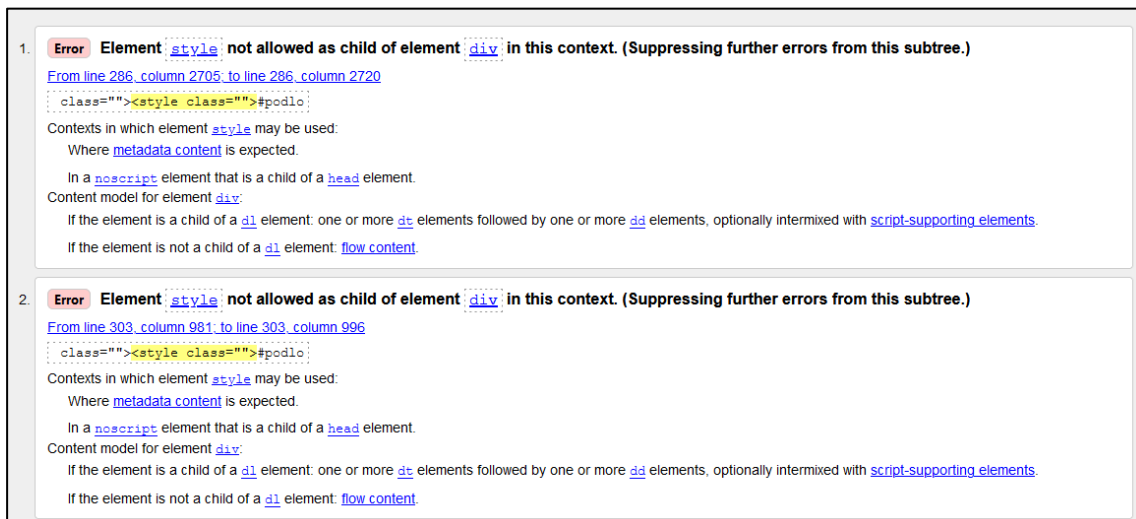 1. Error Element style not allowed as child of element div in this context. (Suppressing further errors from this subtree.)
From line 286, column 2705; to line 286, column 2720
class=""><style class="">#podlo
Contexts in which element style may be used:
Where metadata content is expected.
In a noscript element that is a child of a head element.
Content model for element div:
If the element is a child of a dl element: one or more dt elements followed by one or more dd elements, optionally intermixed with script-supporting elements.
If the element is not a child of a dl element: flow content.
2. Error Element style not allowed as child of element div in this context. (Suppressing further errors from this subtree.)
From line 303, column 981; to line 303, column 996
class=""><style class="">#podlo
Contexts in which element style may be used:
Where metadata content is expected.
In a noscript element that is a child of a head element.
Content model for element div:
If the element is a child of a dl element: one or more dt elements followed by one or more dd elements, optionally intermixed with script-supporting elements.
If the element is not a child of a dl element: flow content.